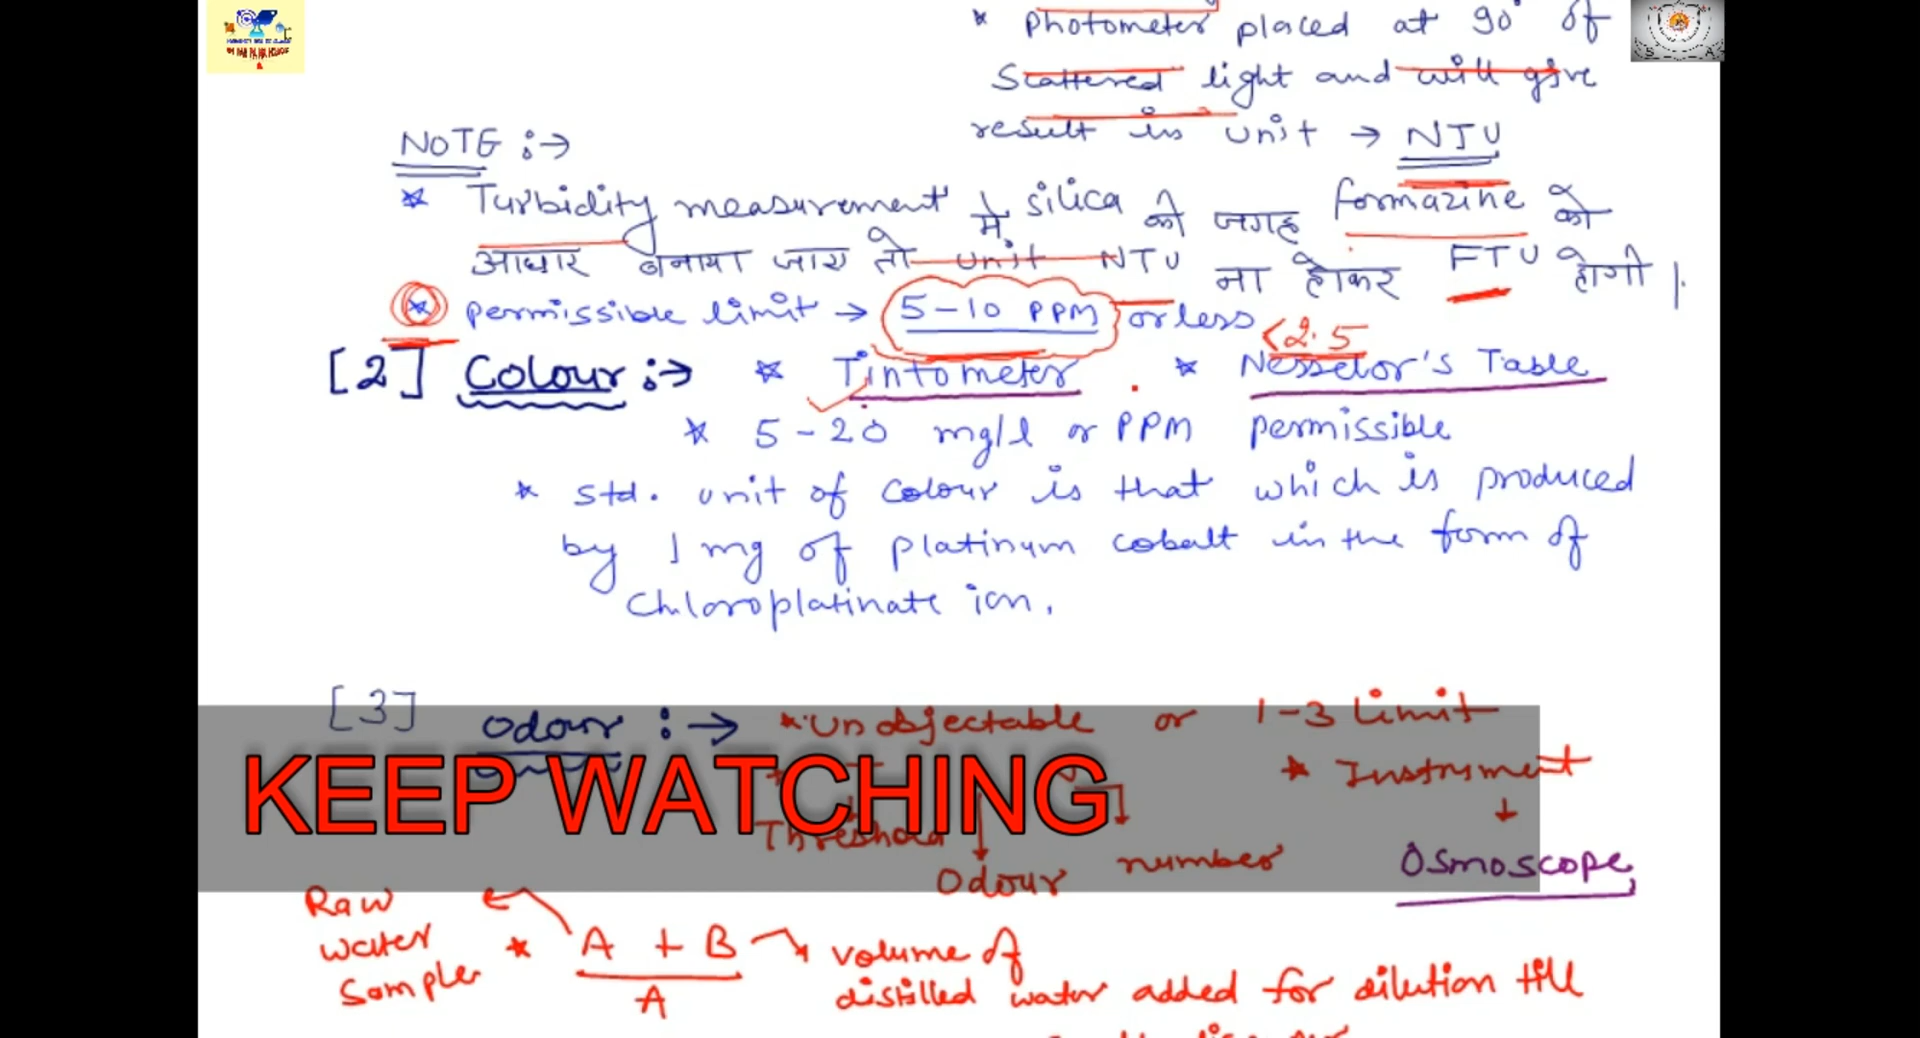 * Photometer placed at 90° of
Scattered light and will give
result in unit → NTU
NOTE :→
* Turbidity measurement में silica की जगह formazine को
आधार बनाया जाए तो unit NTU ना होकर FTU होगी |
* permissible limit → 5-10 PPM or less <2.5
[2] Colour :→ * Tintometer * Nesselor's Table
* 5-20 mg/l or PPM permissible
* std. unit of colour is that which is produced
by 1 mg of platinum cobalt in the form of
Chloroplatinate ion.
[3] Odour :→ * Unobjectable or 1-3 Limit
* Instrument
KEEP WATCHING
Threshold
Odour number Osmoscope
Raw
water
Sample
* A + B
A
volume of
distilled water added for dilution till